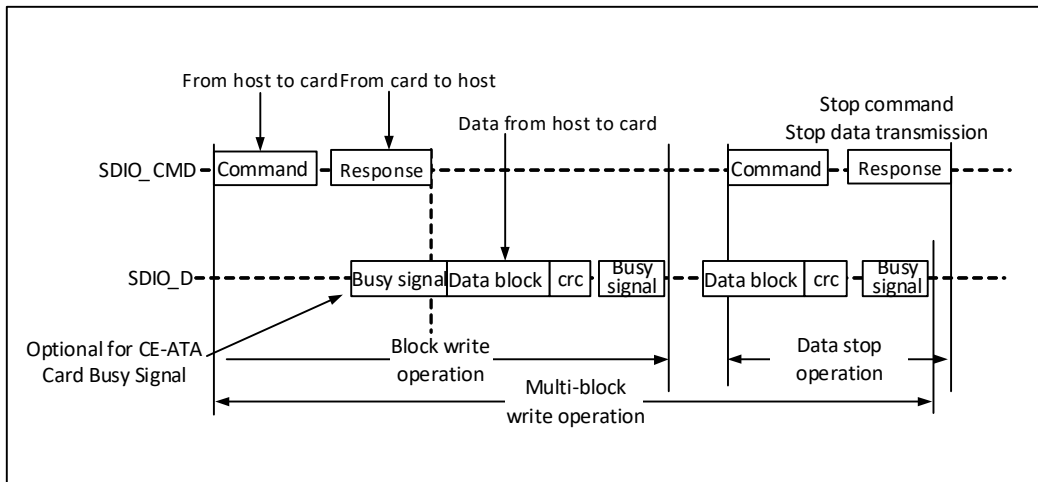 From host to card
From card to host
Data from host to card
Stop command
Stop data transmission
SDIO_CMD
Command
Response
Command
Response
SDIO_D
Busy signal
Data block
crc
Busy
signal
Data block
crc
Busy
signal
Optional for CE-ATA
Card Busy Signal
Block write
operation
Data stop
operation
Multi-block
write operation